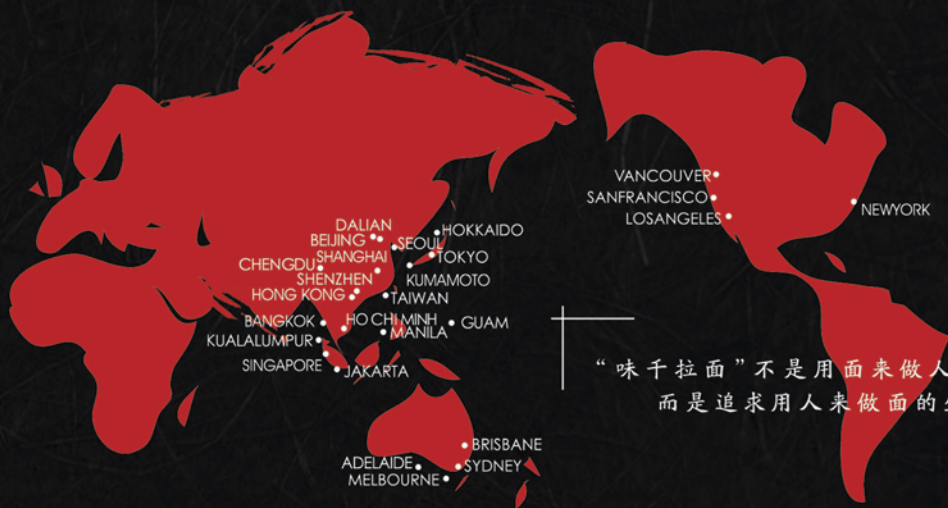 VANCOUVER
SANFRANCISCO
LOSANGELES
NEWYORK
DALIAN
HOKKAIDO
BEIJING
SEOUL
SHANGHAI
TOKYO
CHENGDU
SHENZHEN
KUMAMOTO
HONG KONG
TAIWAN
BANGKOK
HO CHI MINH
GUAM
MANILA
KUALALUMPUR
SINGAPORE
JAKARTA
“味千拉面”不是用面来做人
而是追求用人来做面的
BRISBANE
ADELAIDE
SYDNEY
MELBOURNE